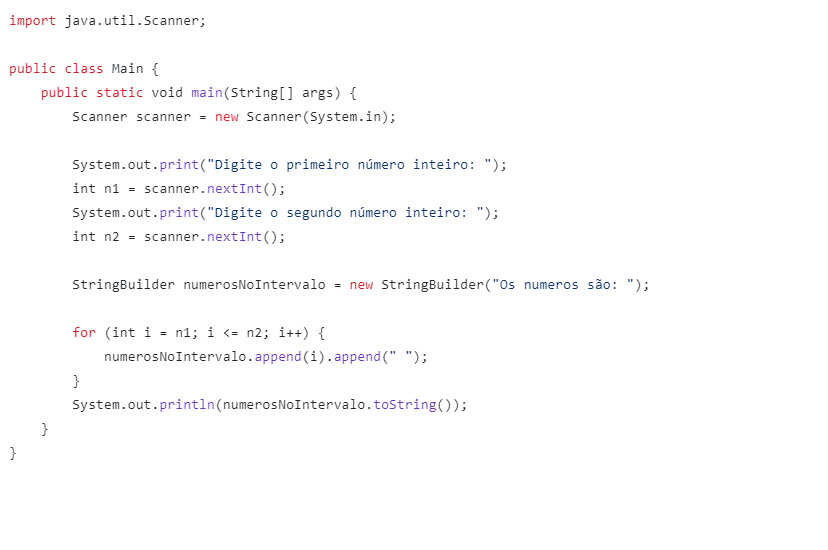 import java.util.Scanner;
public class Main {
public static void main(String[] args) {
Scanner scanner = new Scanner(System.in);
System.out.print("Digite o primeiro número inteiro: ");
int n1 = scanner.nextInt();
System.out.print("Digite o segundo número inteiro: ");
int n2 = scanner.nextInt();
StringBuilder numerosNoIntervalo = new StringBuilder("Os numeros são: ");
for (int i = n1; i <= n2; i++) {
numerosNoIntervalo.append(i).append(" ");
}
System.out.println(numerosNoIntervalo.toString());
}
}